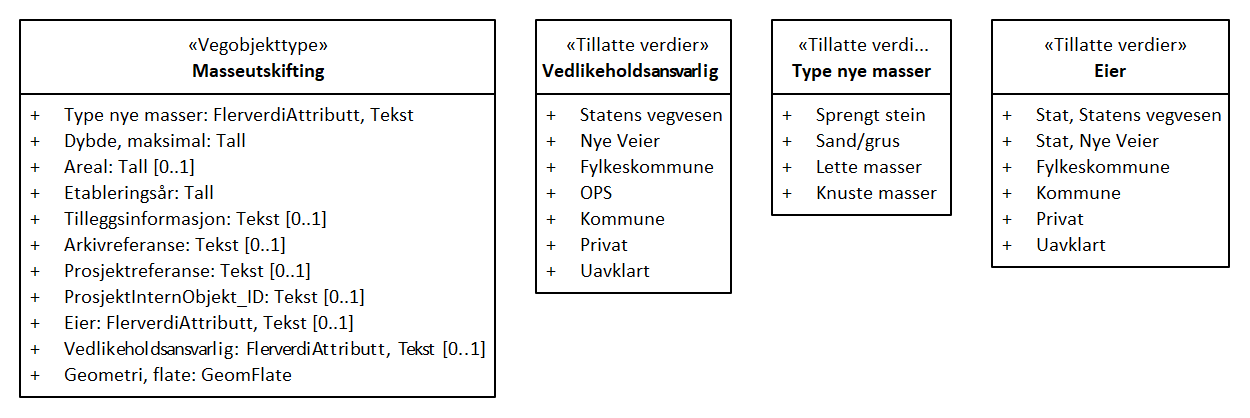 «Vegobjekttype»
Masseutskifting
+ Type nye masser: FlerverdiAttributt, Tekst
+ Dybde, maksimal: Tall
+ Areal: Tall [0..1]
+ Etableringsår: Tall
+ Tilleggsinformasjon: Tekst [0..1]
+ Arkivreferanse: Tekst [0..1]
+ Prosjektreferanse: Tekst [0..1]
+ ProsjektInternObjekt_ID: Tekst [0..1]
+ Eier: FlerverdiAttributt, Tekst [0..1]
+ Vedlikeholdsansvarlig: FlerverdiAttributt, Tekst [0..1]
+ Geometri, flate: GeomFlate
«Tillatte verdier»
Vedlikeholdsansvarlig
+ Statens vegvesen
+ Nye Veier
+ Fylkeskommune
+ OPS
+ Kommune
+ Privat
+ Uavklart
«Tillatte verdi...
Type nye masser
+ Sprengt stein
+ Sand/grus
+ Lette masser
+ Knuste masser
«Tillatte verdier»
Eier
+ Stat, Statens vegvesen
+ Stat, Nye Veier
+ Fylkeskommune
+ Kommune
+ Privat
+ Uavklart